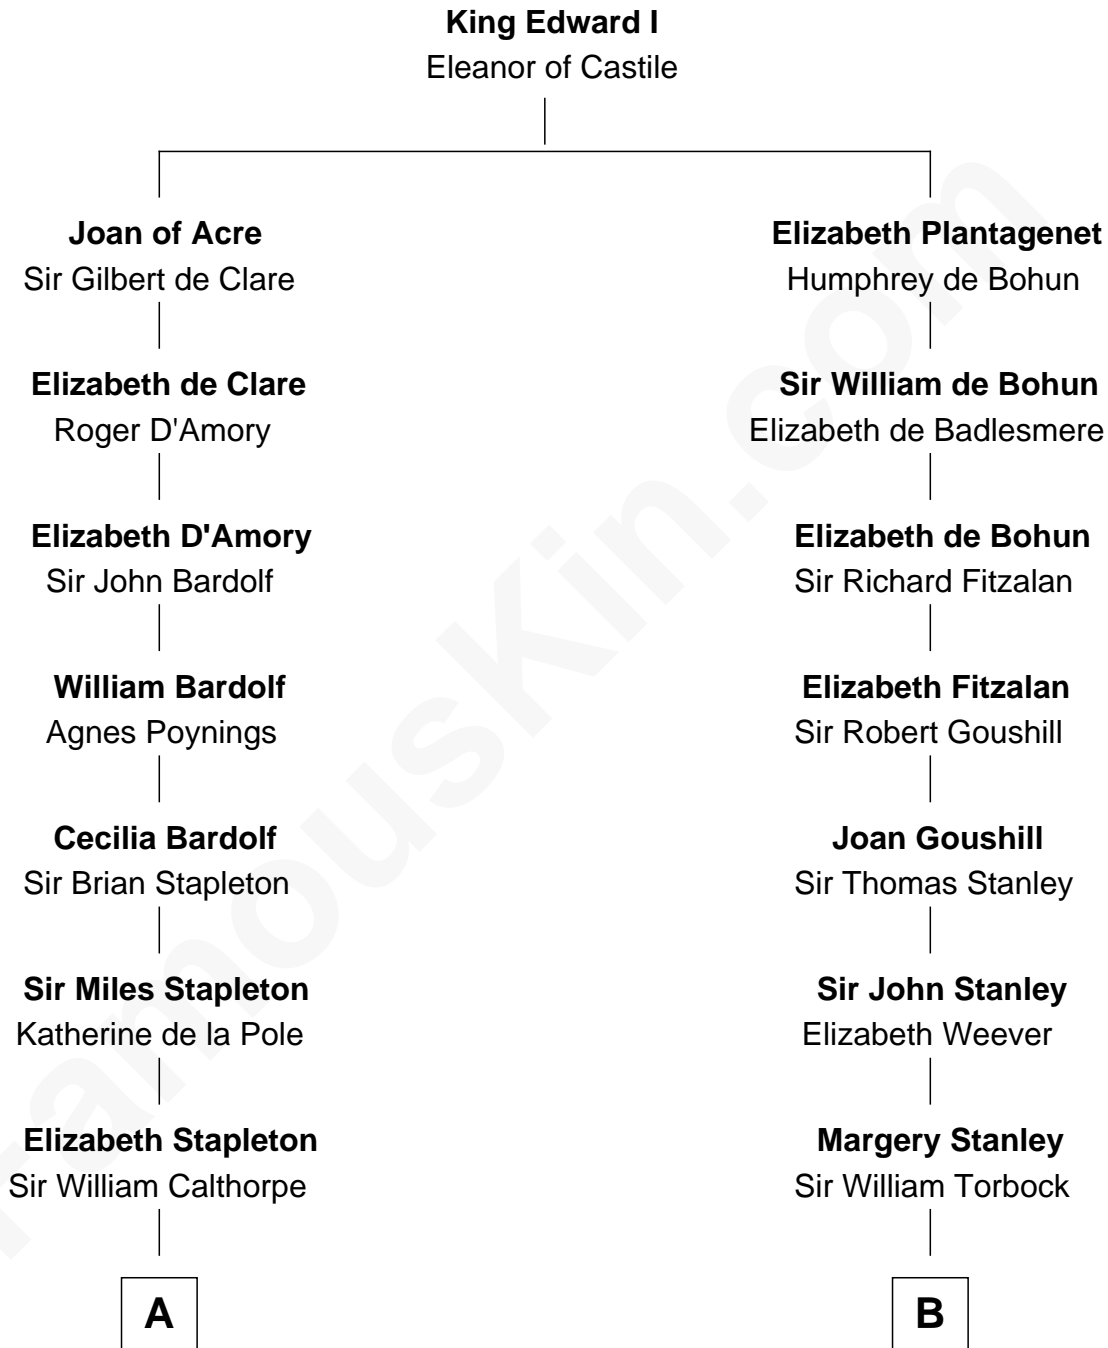 King Edward I
Eleanor of Castile
Joan of Acre
Sir Gilbert de Clare
Elizabeth Plantagenet
Humphrey de Bohun
Elizabeth de Clare
Roger D'Amory
Sir William de Bohun
Elizabeth de Badlesmere
Elizabeth D'Amory
Sir John Bardolf
Elizabeth de Bohun
Sir Richard Fitzalan
William Bardolf
Agnes Poynings
Elizabeth Fitzalan
Sir Robert Goushill
Cecilia Bardolf
Sir Brian Stapleton
Joan Goushill
Sir Thomas Stanley
Sir Miles Stapleton
Katherine de la Pole
Sir John Stanley
Elizabeth Weever
Elizabeth Stapleton
Sir William Calthorpe
Margery Stanley
Sir William Torbock
A
B
FamousKin.com